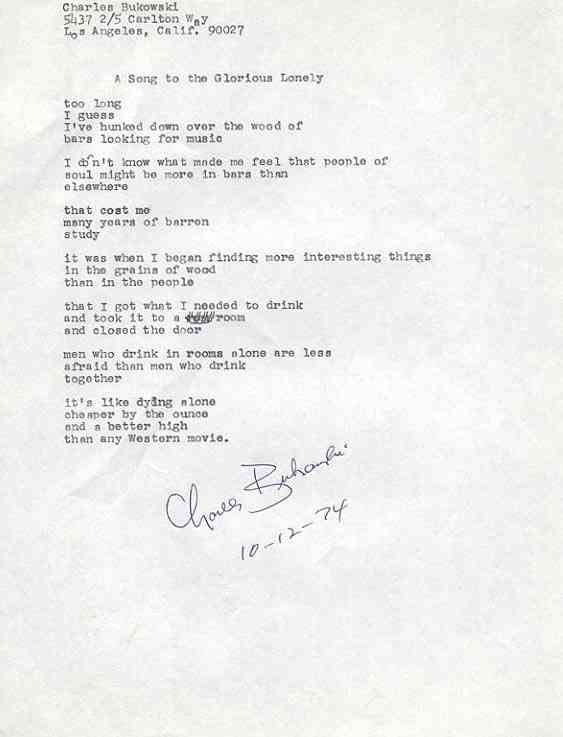 Charles Bukowski
5437 2/5 Carlton Way
Los Angeles, Calif. 90027
A Song to the Glorious Lonely
too long
I guess
I've hunked down over the wood of
bars looking for music
I don't know what made me feel that people of
soul might be more in bars than
elsewhere
that cost me
many years of barren
study
it was when I began finding more interesting things
in the grains of wood
than in the people
that I got what I needed to drink
and took it to a room
and closed the door
men who drink in rooms alone are less
afraid than men who drink
together
it's like dying alone
cheaper by the ounce
and a better high
than any Western movie.
Charles Bukowski
10-12-74